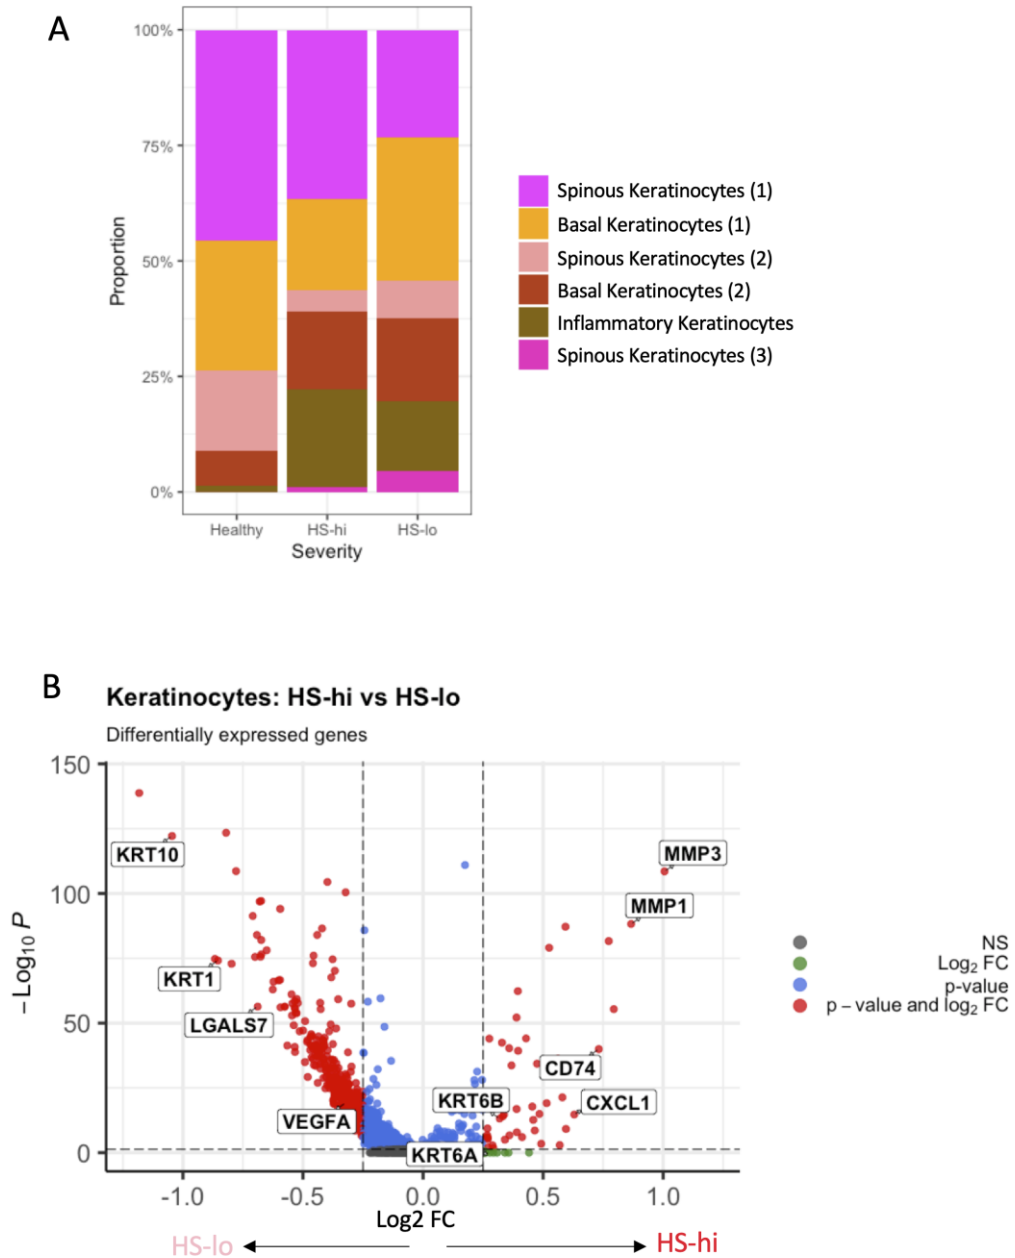 A
100%
75%
50%
25%
0%
Proportion
Healthy
HS-hi
HS-lo
Severity
Spinous Keratinocytes (1)
Basal Keratinocytes (1)
Spinous Keratinocytes (2)
Basal Keratinocytes (2)
Inflammatory Keratinocytes
Spinous Keratinocytes (3)
B
Keratinocytes: HS-hi vs HS-lo
Differentially expressed genes
150
100
50
0
−Log10 P
KRT10
KRT1
LGALS7
VEGFA
MMP3
MMP1
CD74
KRT6B
CXCL1
KRT6A
NS
Log2 FC
p-value
p – value and log2 FC
-1.0
-0.5
0.0
0.5
1.0
Log2 FC
HS-lo
HS-hi